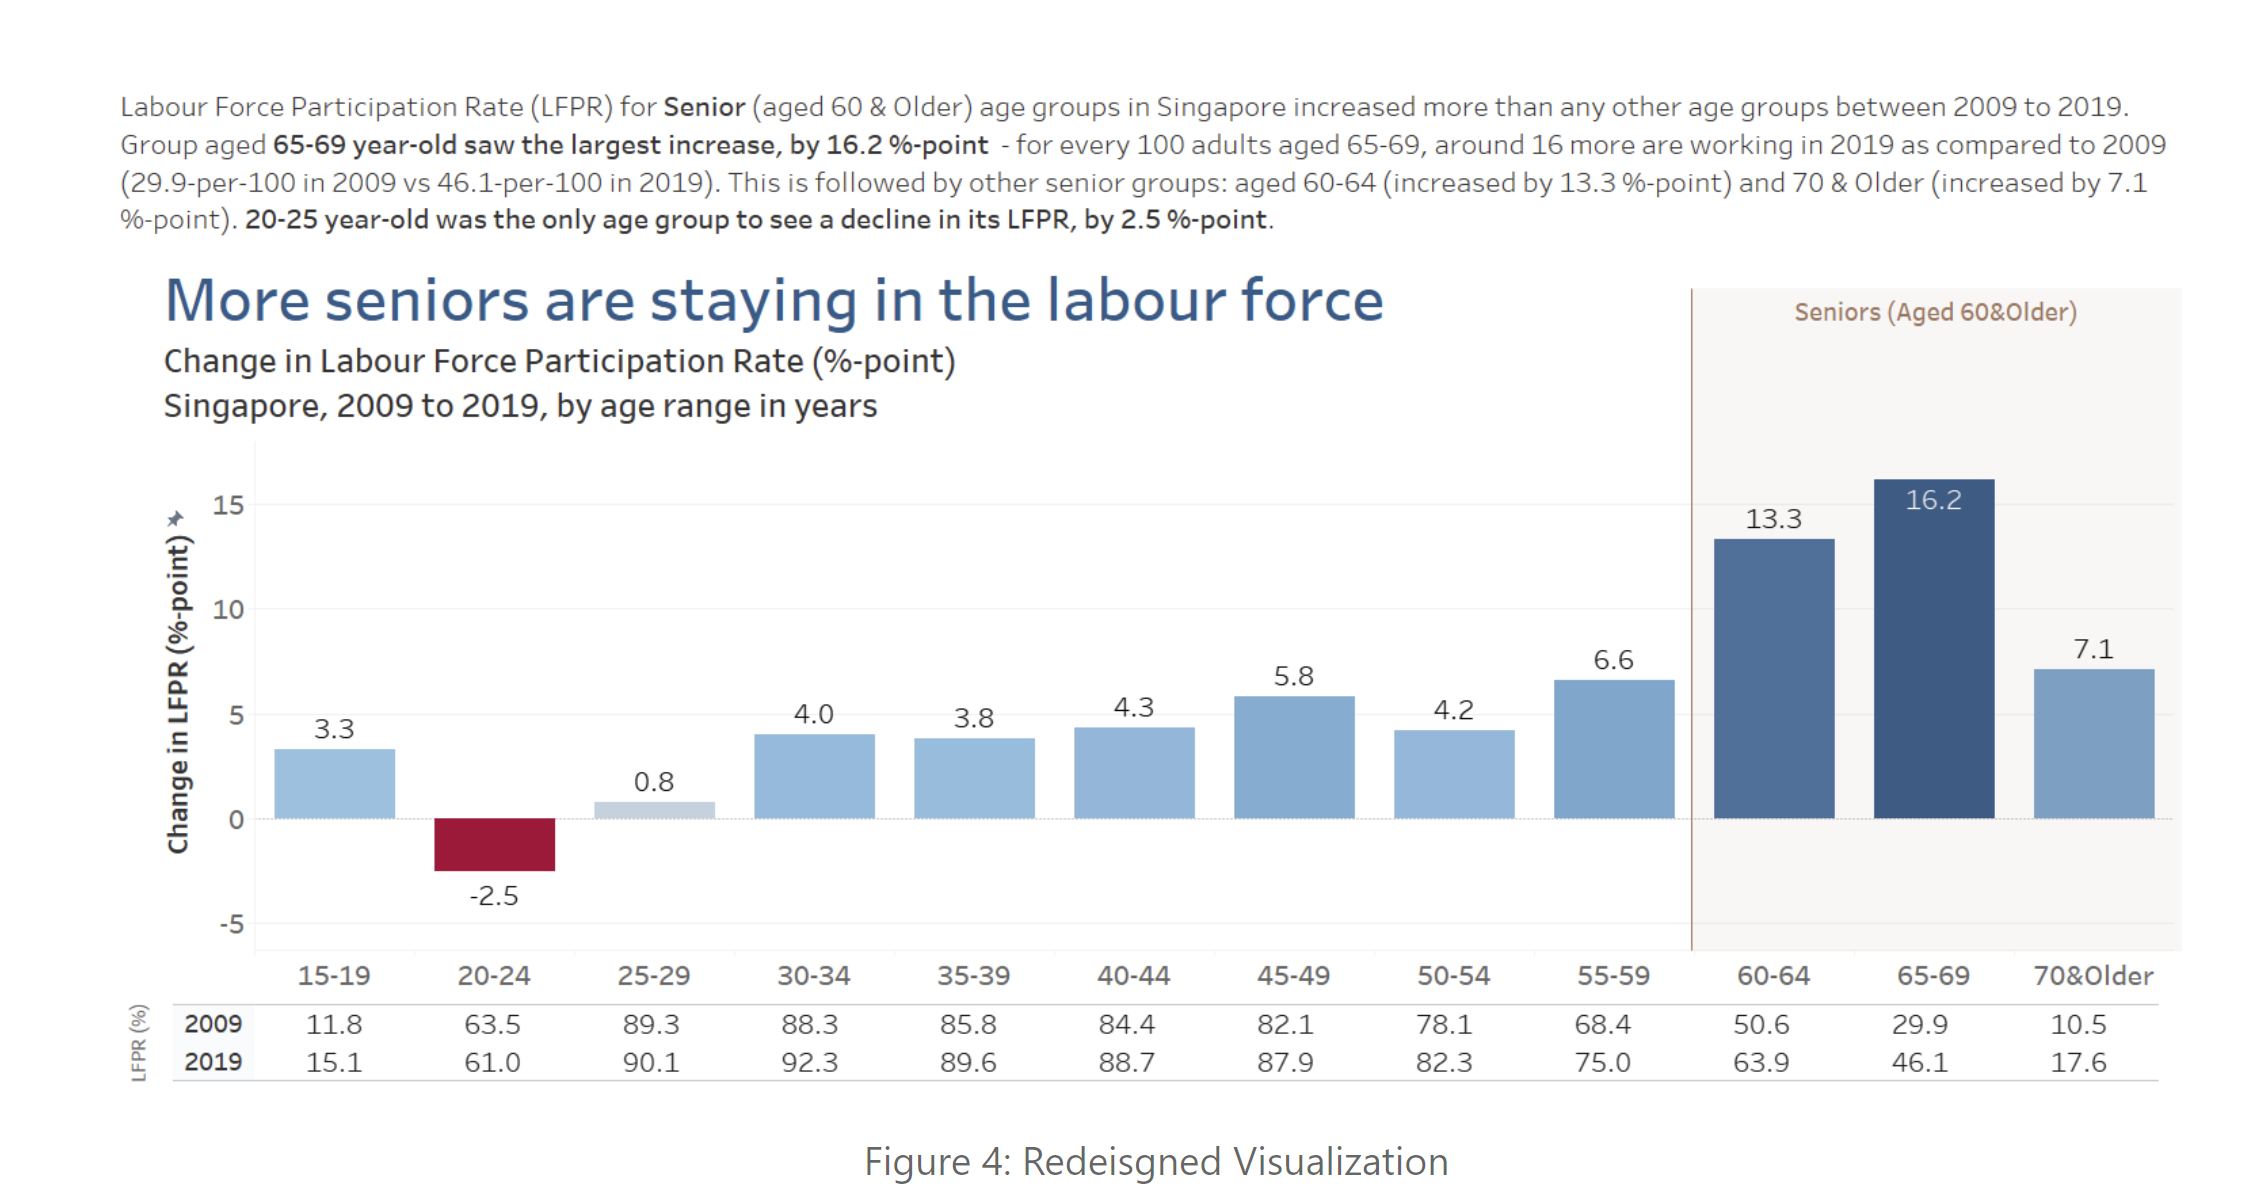 Labour Force Participation Rate (LFPR) for Senior (aged 60 & Older) age groups in Singapore increased more than any other age groups between 2009 to 2019.
Group aged 65-69 year-old saw the largest increase, by 16.2 %-point - for every 100 adults aged 65-69, around 16 more are working in 2019 as compared to 2009
(29.9-per-100 in 2009 vs 46.1-per-100 in 2019). This is followed by other senior groups: aged 60-64 (increased by 13.3 %-point) and 70 & Older (increased by 7.1
%-point). 20-25 year-old was the only age group to see a decline in its LFPR, by 2.5 %-point.
More seniors are staying in the labour force
Change in Labour Force Participation Rate (%-point)
Singapore, 2009 to 2019, by age range in years
Seniors (Aged 60&Older)
Change in LFPR (%-point)
15
10
5
0
-5
3.3
-2.5
0.8
4.0
3.8
4.3
5.8
4.2
6.6
13.3
16.2
7.1
15-19 20-24 25-29 30-34 35-39 40-44 45-49 50-54 55-59 60-64 65-69 70&Older
LFPR (%)
2009 11.8 63.5 89.3 88.3 85.8 84.4 82.1 78.1 68.4 50.6 29.9 10.5
2019 15.1 61.0 90.1 92.3 89.6 88.7 87.9 82.3 75.0 63.9 46.1 17.6
Figure 4: Redeisgned Visualization